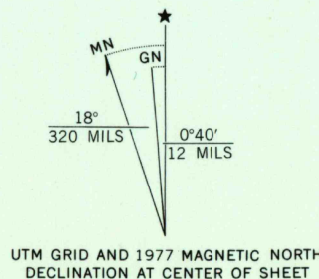 ★
MN
GN
18°
320 MILS
0°40′
12 MILS
UTM GRID AND 1977 MAGNETIC NORTH
DECLINATION AT CENTER OF SHEET